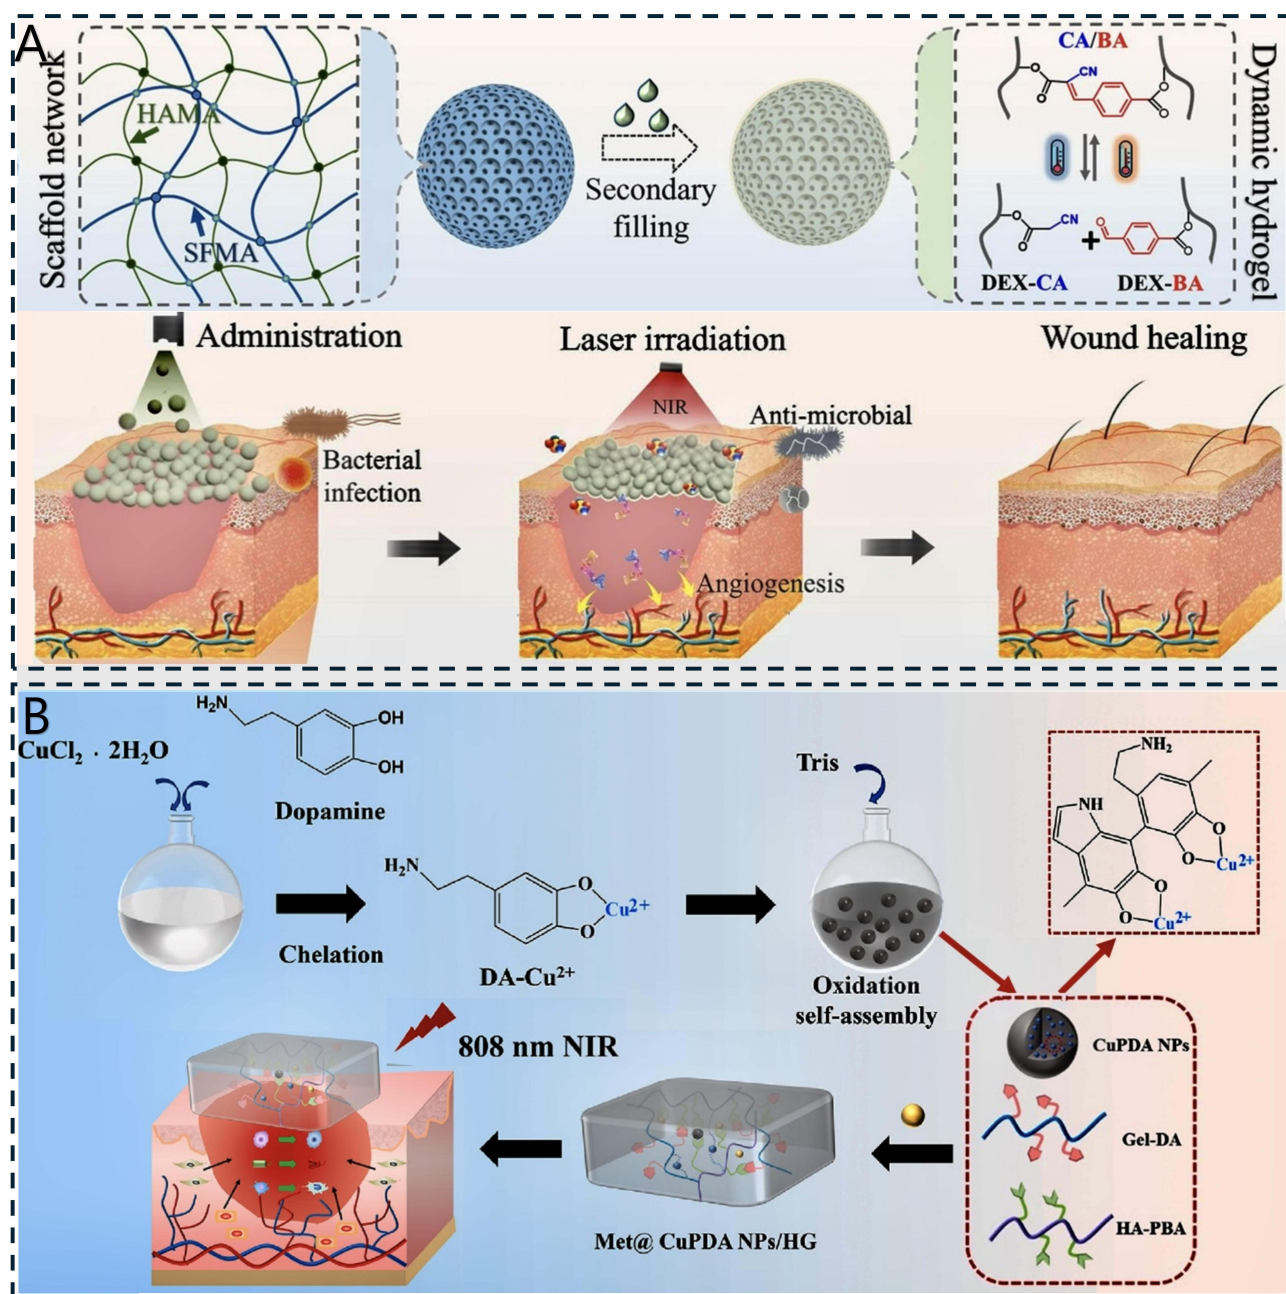 A
Scaffold network
HAMA
SFMA
Secondary
filling
CA/BA
O
CN
O
O
O
O
CN
O
+
O
O
O
DEX-CA
DEX-BA
Dynamic hydrogel
Administration
Bacterial
infection
Laser irradiation
NIR
Anti-microbial
Angiogenesis
Wound healing
B
CuCl₂ · 2H₂O
H₂N
OH
OH
Dopamine
Chelation
H₂N
O
O
Cu²⁺
DA-Cu²⁺
Tris
Oxidation
self-assembly
NH₂
NH
O
O
Cu²⁺
O
O
Cu²⁺
CuPDA NPs
Gel-DA
HA-PBA
Met@ CuPDA NPs/HG
808 nm NIR